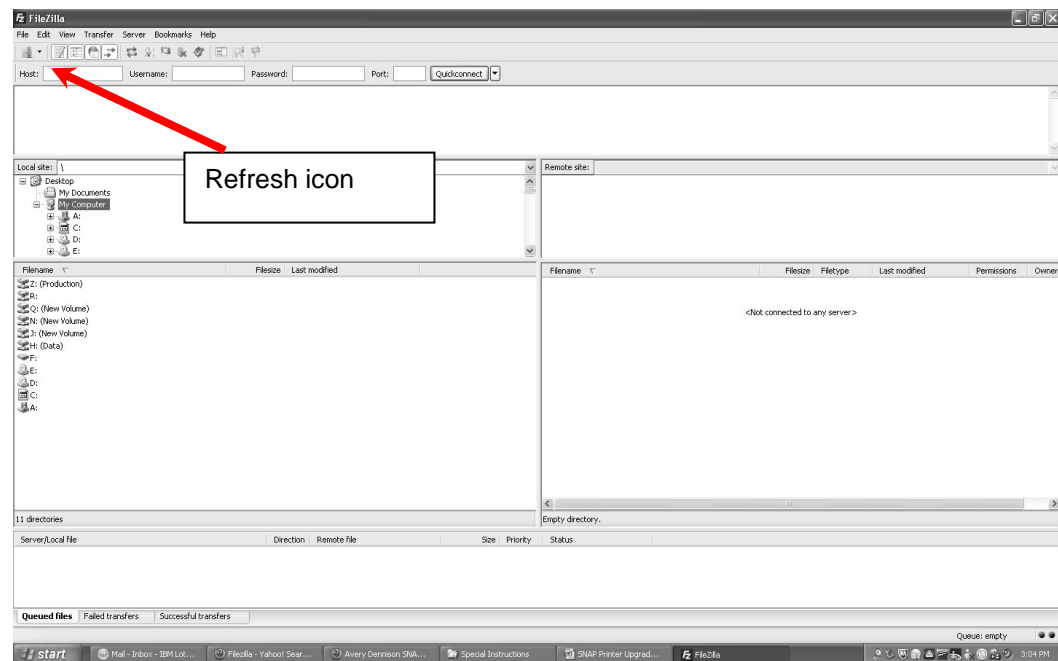 FileZilla
File Edit View Transfer Server Bookmarks Help
Host: Username: Password: Port: Quickconnect
Refresh icon
Local site: \
Remote site:
Desktop
My Documents
My Computer
A:
C:
D:
E:
Filename Filesize Last modified
Filename Filesize Filetype Last modified Permissions Owner
Z: (Production)
R:
Q: (New Volume)
N: (New Volume)
J: (New Volume)
H: (Data)
F:
E:
D:
C:
A:
<Not connected to any server>
11 directories
Empty directory.
Server/Local file Direction Remote file Size Priority Status
Queued files Failed transfers Successful transfers
Queue: empty
start Mail - Inbox - IBM Lot... Filezilla - Yahoo! Sear... Avery Dennison SNA... Special Instructions SNAP Printer Upgrad... FileZilla 3:04 PM